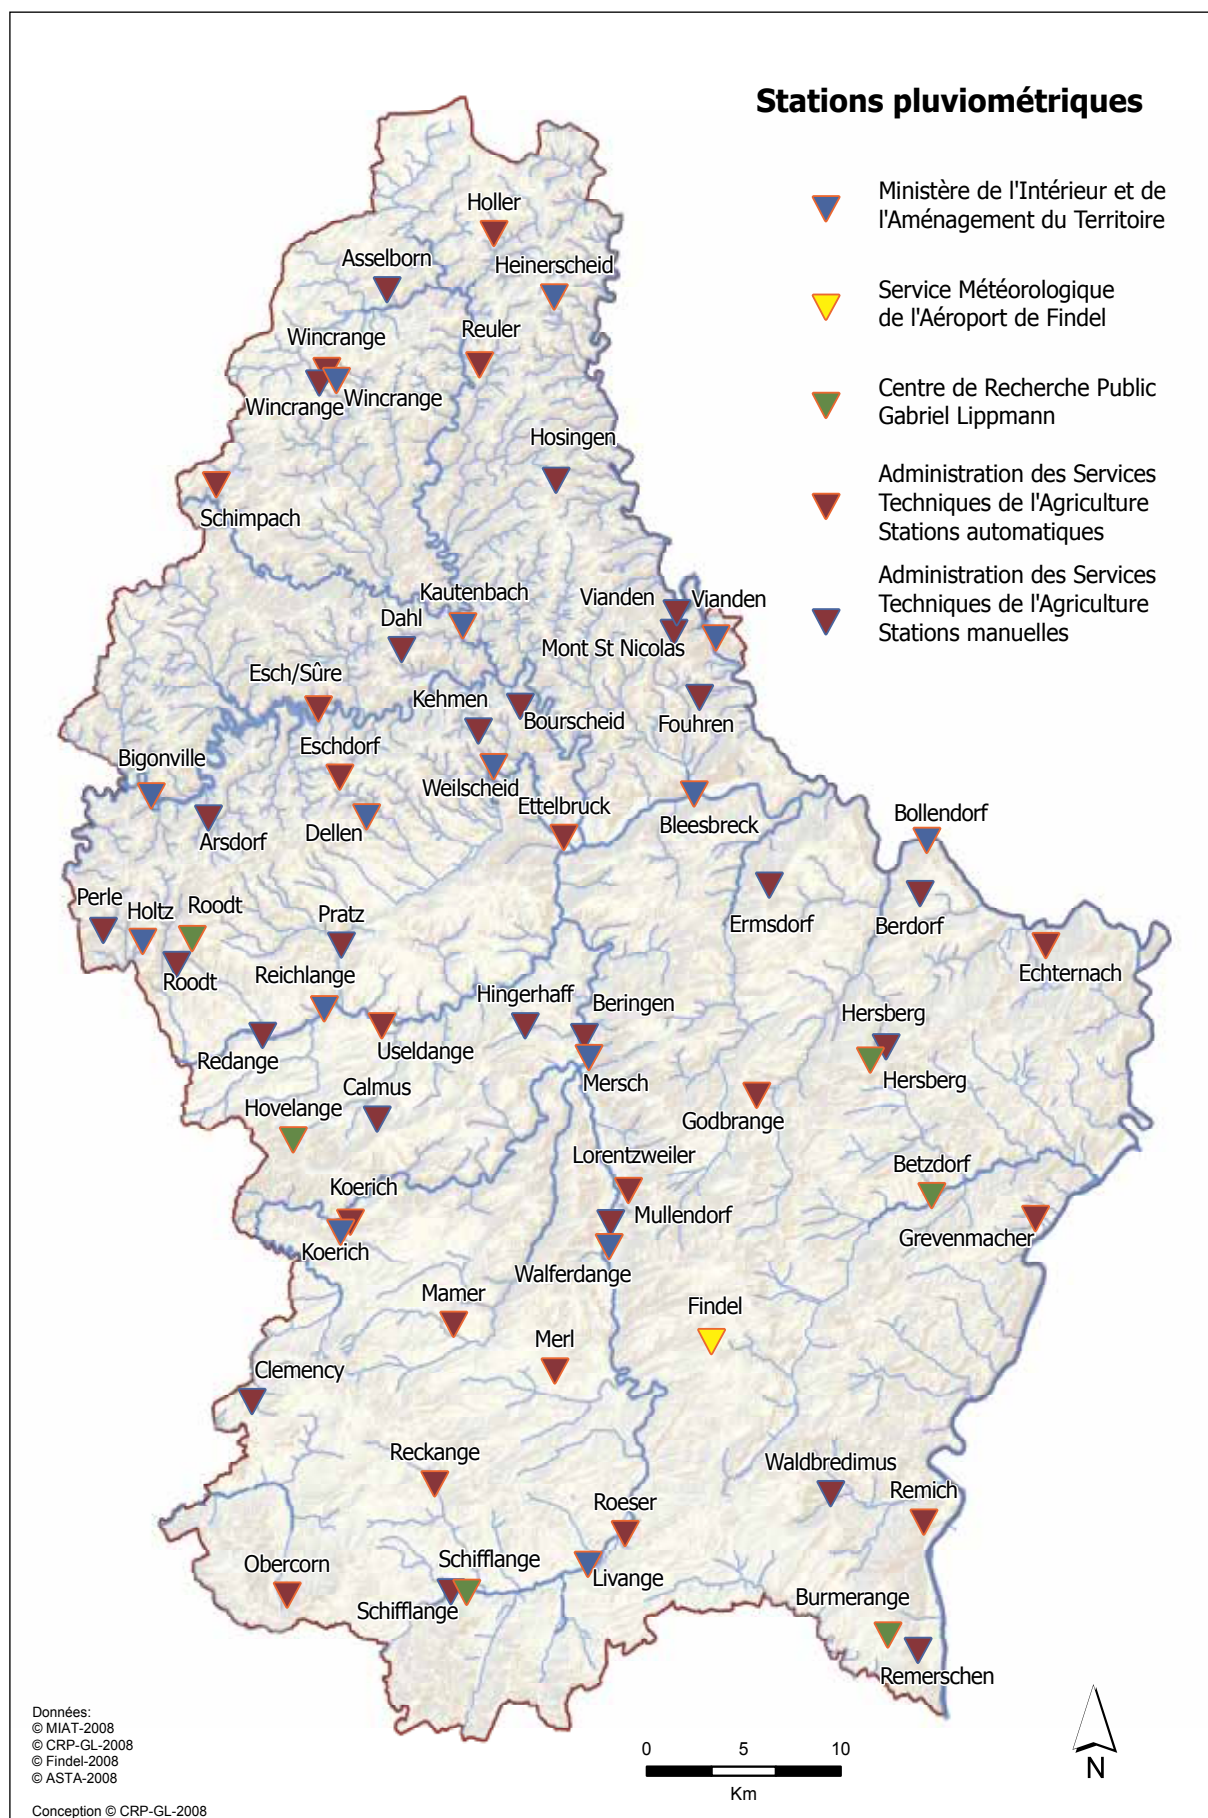 Stations pluviométriques
Ministère de l'Intérieur et de
l'Aménagement du Territoire
Service Météorologique
de l'Aéroport de Findel
Centre de Recherche Public
Gabriel Lippmann
Administration des Services
Techniques de l'Agriculture
Stations automatiques
Administration des Services
Techniques de l'Agriculture
Stations manuelles
Holler
Asselborn
Heinerscheid
Wincrange
Reuler
Wincrange
Wincrange
Hosingen
Schimpach
Kautenbach
Vianden
Vianden
Dahl
Mont St Nicolas
Esch/Sûre
Kehmen
Bourscheid
Fouhren
Eschdorf
Bigonville
Weilscheid
Ettelbruck
Bleesbreck
Bollendorf
Arsdorf
Dellen
Perle
Holtz
Roodt
Pratz
Ermsdorf
Berdorf
Echternach
Roodt
Reichlange
Hingerhaff
Beringen
Hersberg
Redange
Useldange
Mersch
Hersberg
Calmus
Hovelange
Godbrange
Lorentzweiler
Betzdorf
Koerich
Mullendorf
Grevenmacher
Koerich
Walferdange
Mamer
Findel
Merl
Clemency
Reckange
Waldbredimus
Remich
Roeser
Obercorn
Schifflange
Livange
Schifflange
Burmerange
Remerschen
Données:
© MIAT-2008
© CRP-GL-2008
© Findel-2008
© ASTA-2008
Conception © CRP-GL-2008
0 5 10
Km
N